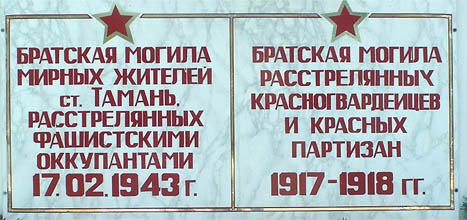 БРАТСКАЯ МОГИЛА
МИРНЫХ ЖИТЕЛЕЙ
СТ. ТАМАНЬ,
РАССТРЕЛЯННЫХ
ФАШИСТСКИМИ
ОККУПАНТАМИ
17.02.1943 Г.
БРАТСКАЯ МОГИЛА
РАССТРЕЛЯННЫХ
КРАСНОГВАРДЕЙЦЕВ
И КРАСНЫХ
ПАРТИЗАН
1917-1918 ГГ.